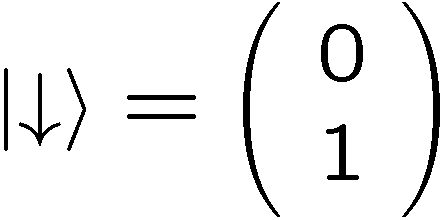 |↓⟩ = ( 0
1 )